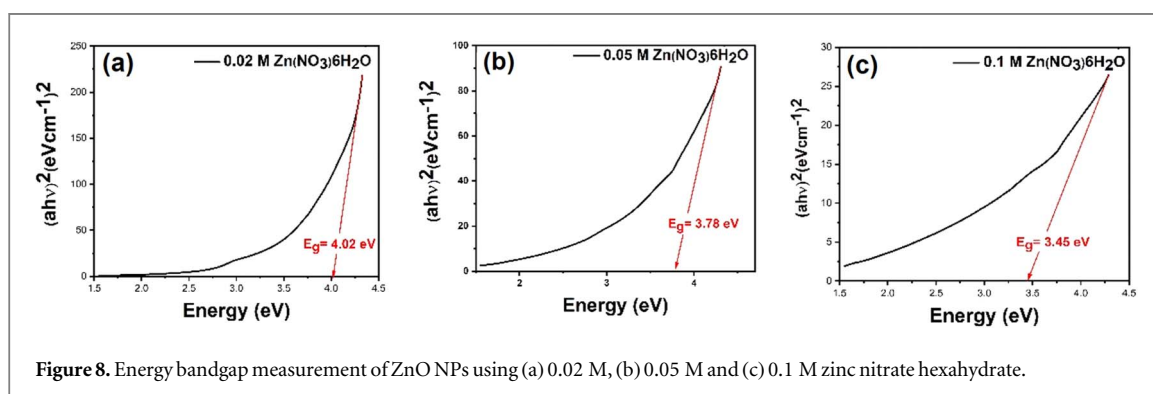 (a)
0.02 M Zn(NO3)6H2O
(ahν)2(eVcm-1)2
250
200
150
100
50
0
Eg= 4.02 eV
1.5 2.0 2.5 3.0 3.5 4.0 4.5
Energy (eV)
(b)
0.05 M Zn(NO3)6H2O
(ahν)2(eVcm-1)2
100
80
60
40
20
0
Eg= 3.78 eV
2 3 4
Energy (eV)
(c)
0.1 M Zn(NO3)6H2O
(ahν)2(eVcm-1)2
30
25
20
15
10
5
0
Eg= 3.45 eV
1.5 2.0 2.5 3.0 3.5 4.0 4.5
Energy (eV)
Figure 8. Energy bandgap measurement of ZnO NPs using (a) 0.02 M, (b) 0.05 M and (c) 0.1 M zinc nitrate hexahydrate.